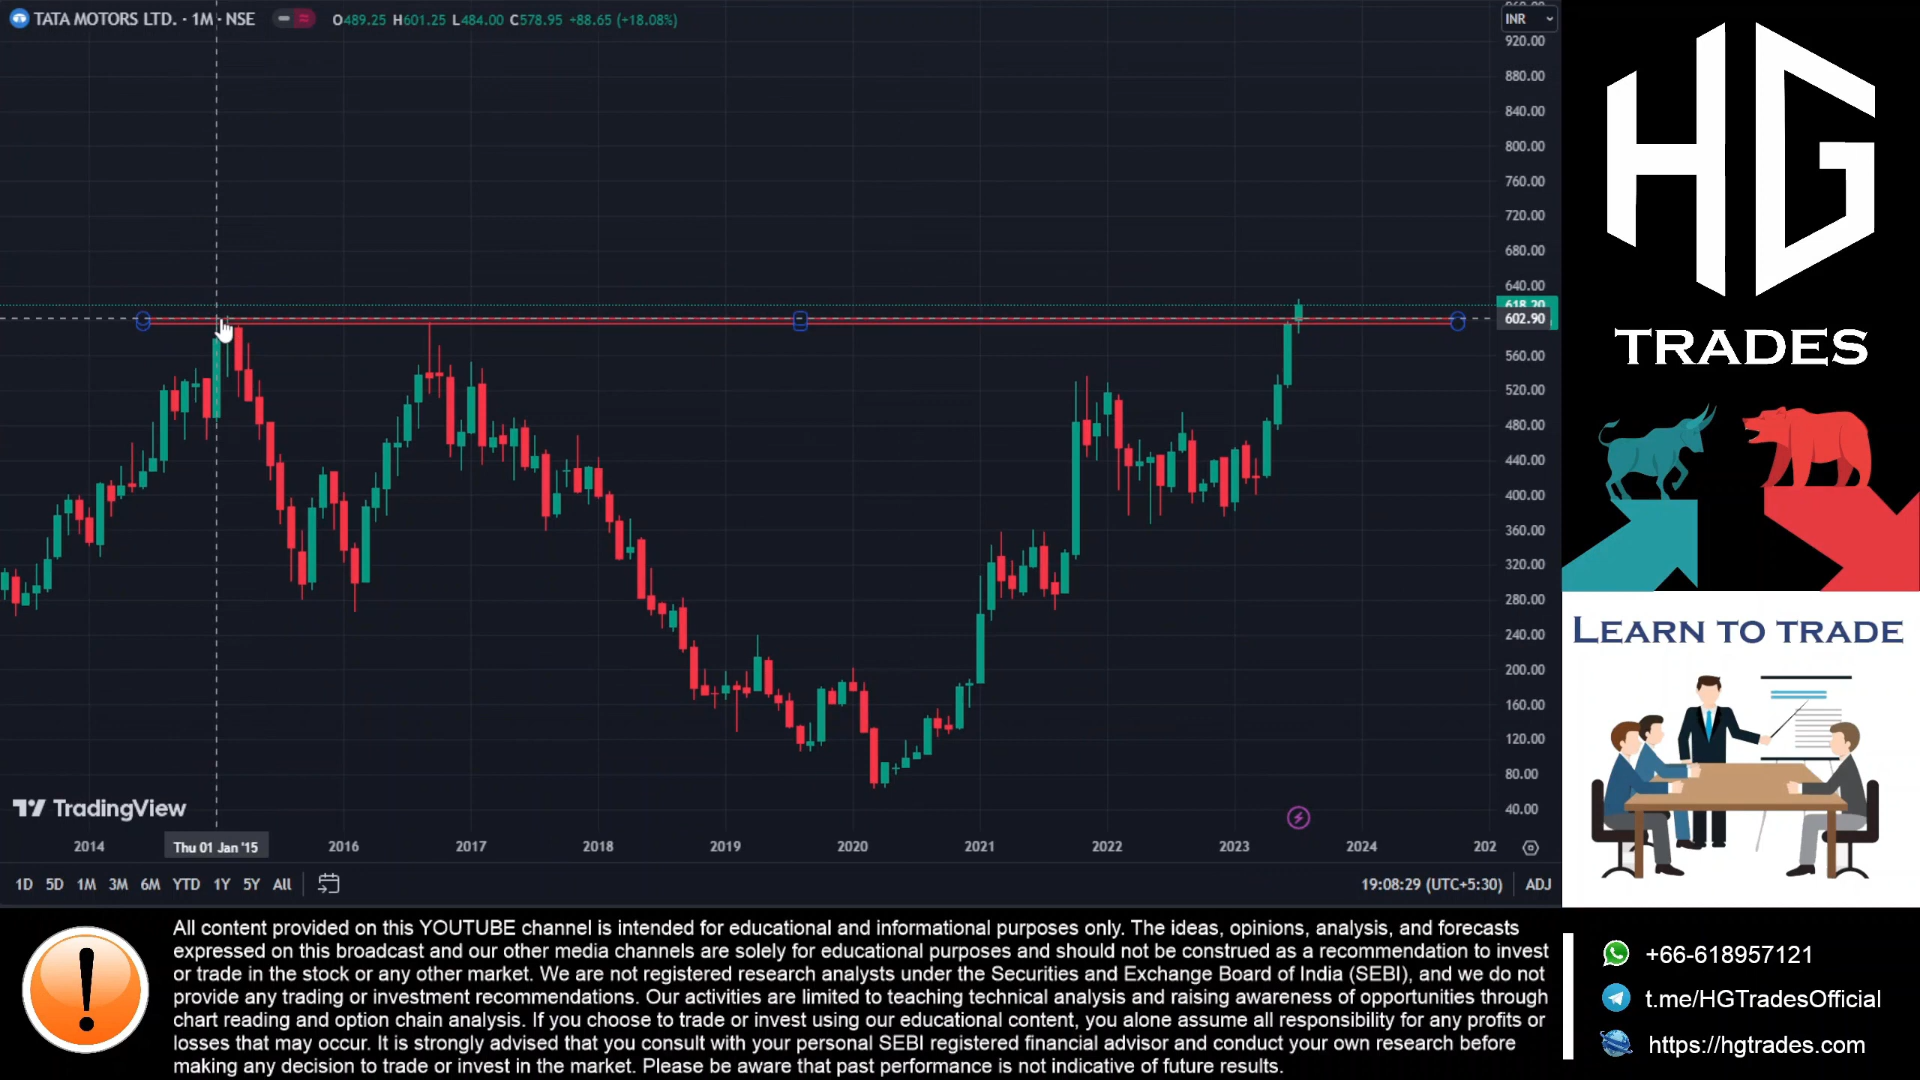 TATA MOTORS LTD. · 1M · NSE O489.25 H601.25 L484.00 C578.95 +88.65 (+18.08%)
INR
920.00
880.00
840.00
800.00
760.00
720.00
680.00
640.00
618.20
602.90
560.00
520.00
480.00
440.00
400.00
360.00
320.00
280.00
240.00
200.00
160.00
120.00
80.00
40.00
TradingView
2014 Thu 01 Jan '15 2016 2017 2018 2019 2020 2021 2022 2023 2024 202
1D 5D 1M 3M 6M YTD 1Y 5Y All 19:08:29 (UTC+5:30) ADJ
HG
TRADES
LEARN TO TRADE
All content provided on this YOUTUBE channel is intended for educational and informational purposes only. The ideas, opinions, analysis, and forecasts
expressed on this broadcast and our other media channels are solely for educational purposes and should not be construed as a recommendation to invest
or trade in the stock or any other market. We are not registered research analysts under the Securities and Exchange Board of India (SEBI), and we do not
provide any trading or investment recommendations. Our activities are limited to teaching technical analysis and raising awareness of opportunities through
chart reading and option chain analysis. If you choose to trade or invest using our educational content, you alone assume all responsibility for any profits or
losses that may occur. It is strongly advised that you consult with your personal SEBI registered financial advisor and conduct your own research before
making any decision to trade or invest in the market. Please be aware that past performance is not indicative of future results.
+66-618957121
t.me/HGTradesOfficial
https://hgtrades.com